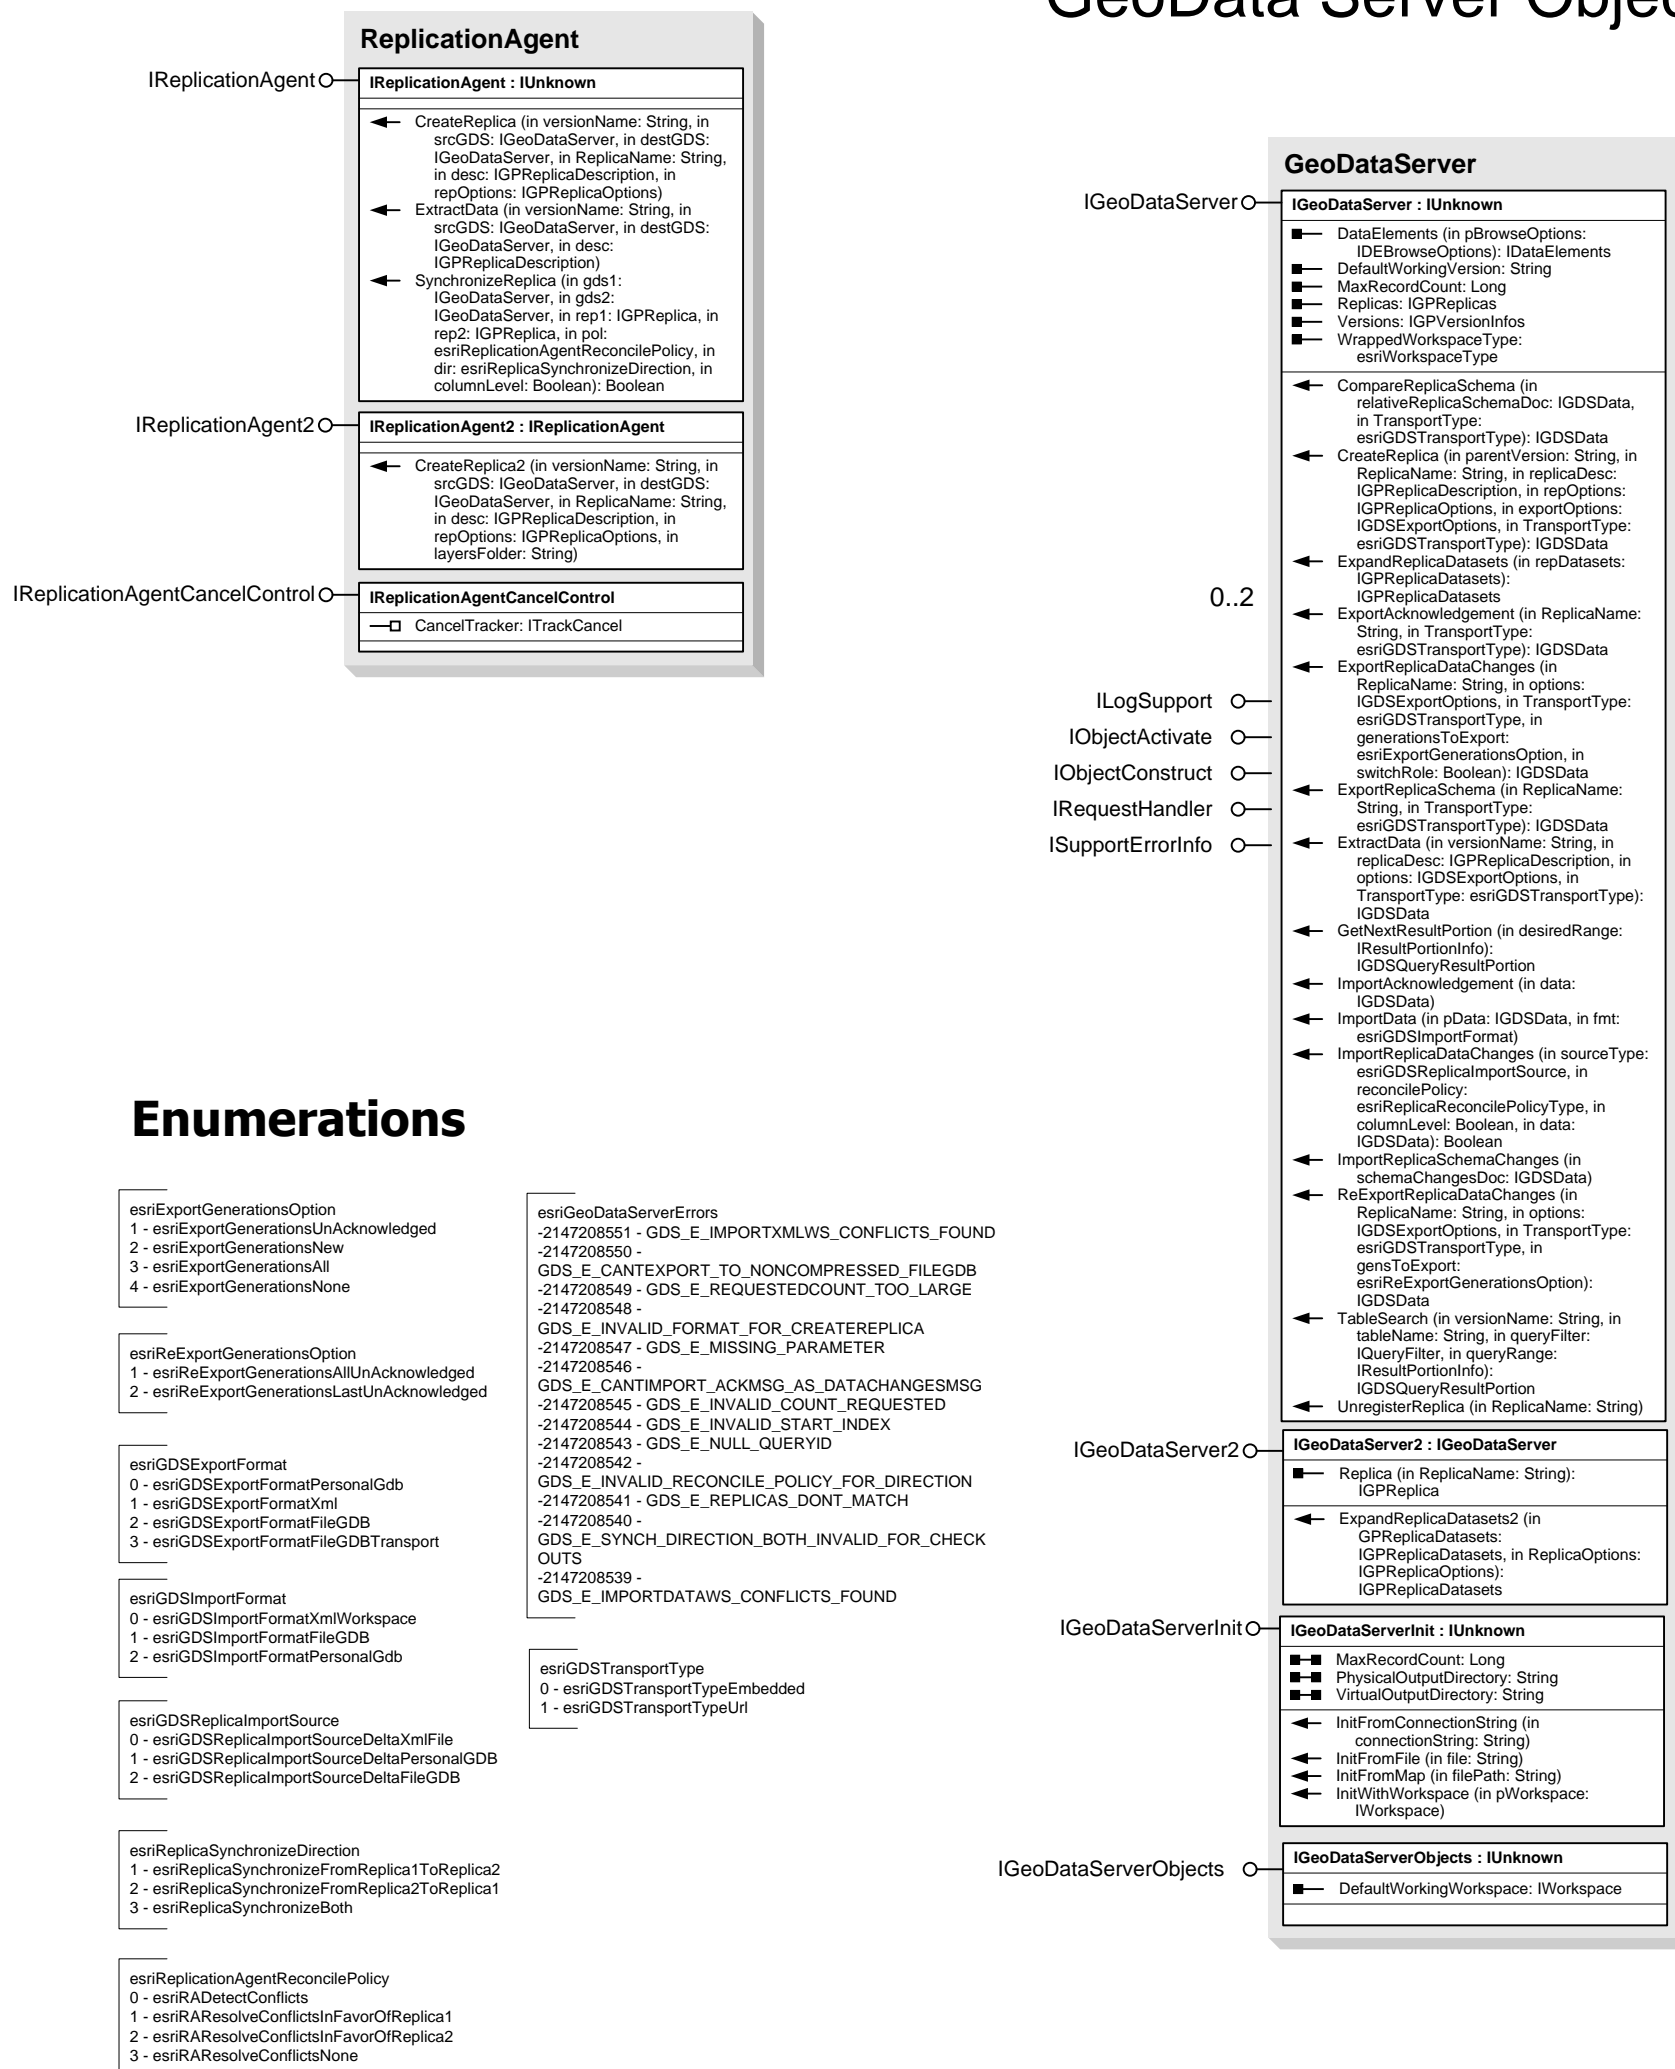 GeoData Server Objec
ReplicationAgent
IReplicationAgent
IReplicationAgent : IUnknown
CreateReplica (in versionName: String, in
srcGDS: IGeoDataServer, in destGDS:
IGeoDataServer, in ReplicaName: String,
in desc: IGPReplicaDescription, in
repOptions: IGPReplicaOptions)
ExtractData (in versionName: String, in
srcGDS: IGeoDataServer, in destGDS:
IGeoDataServer, in desc:
IGPReplicaDescription)
SynchronizeReplica (in gds1:
IGeoDataServer, in gds2:
IGeoDataServer, in rep1: IGPReplica, in
rep2: IGPReplica, in pol:
esriReplicationAgentReconcilePolicy, in
dir: esriReplicaSynchronizeDirection, in
columnLevel: Boolean): Boolean
IReplicationAgent2
IReplicationAgent2 : IReplicationAgent
CreateReplica2 (in versionName: String, in
srcGDS: IGeoDataServer, in destGDS:
IGeoDataServer, in ReplicaName: String,
in desc: IGPReplicaDescription, in
repOptions: IGPReplicaOptions, in
layersFolder: String)
IReplicationAgentCancelControl
IReplicationAgentCancelControl
CancelTracker: ITrackCancel
GeoDataServer
IGeoDataServer
IGeoDataServer : IUnknown
DataElements (in pBrowseOptions:
IDEBrowseOptions): IDataElements
DefaultWorkingVersion: String
MaxRecordCount: Long
Replicas: IGPReplicas
Versions: IGPVersionInfos
WrappedWorkspaceType:
esriWorkspaceType
CompareReplicaSchema (in
relativeReplicaSchemaDoc: IGDSData,
in TransportType:
esriGDSTransportType): IGDSData
CreateReplica (in parentVersion: String, in
ReplicaName: String, in replicaDesc:
IGPReplicaDescription, in repOptions:
IGPReplicaOptions, in exportOptions:
IGDSExportOptions, in TransportType:
esriGDSTransportType): IGDSData
ExpandReplicaDatasets (in repDatasets:
IGPReplicaDatasets):
IGPReplicaDatasets
0..2
ExportAcknowledgement (in ReplicaName:
String, in TransportType:
esriGDSTransportType): IGDSData
ExportReplicaDataChanges (in
ReplicaName: String, in options:
IGDSExportOptions, in TransportType:
esriGDSTransportType, in
generationsToExport:
esriExportGenerationsOption, in
switchRole: Boolean): IGDSData
ILogSupport
IObjectActivate
IObjectConstruct
IRequestHandler
ISupportErrorInfo
ExportReplicaSchema (in ReplicaName:
String, in TransportType:
esriGDSTransportType): IGDSData
ExtractData (in versionName: String, in
replicaDesc: IGPReplicaDescription, in
options: IGDSExportOptions, in
TransportType: esriGDSTransportType):
IGDSData
GetNextResultPortion (in desiredRange:
IResultPortionInfo):
IGDSQueryResultPortion
ImportAcknowledgement (in data:
IGDSData)
ImportData (in pData: IGDSData, in fmt:
esriGDSImportFormat)
ImportReplicaDataChanges (in sourceType:
esriGDSReplicaImportSource, in
reconcilePolicy:
esriReplicaReconcilePolicyType, in
columnLevel: Boolean, in data:
IGDSData): Boolean
ImportReplicaSchemaChanges (in
schemaChangesDoc: IGDSData)
ReExportReplicaDataChanges (in
ReplicaName: String, in options:
IGDSExportOptions, in TransportType:
esriGDSTransportType, in
gensToExport:
esriReExportGenerationsOption):
IGDSData
TableSearch (in versionName: String, in
tableName: String, in queryFilter:
IQueryFilter, in queryRange:
IResultPortionInfo):
IGDSQueryResultPortion
UnregisterReplica (in ReplicaName: String)
IGeoDataServer2
IGeoDataServer2 : IGeoDataServer
Replica (in ReplicaName: String):
IGPReplica
ExpandReplicaDatasets2 (in
GPReplicaDatasets:
IGPReplicaDatasets, in ReplicaOptions:
IGPReplicaOptions):
IGPReplicaDatasets
IGeoDataServerInit
IGeoDataServerInit : IUnknown
MaxRecordCount: Long
PhysicalOutputDirectory: String
VirtualOutputDirectory: String
InitFromConnectionString (in
connectionString: String)
InitFromFile (in file: String)
InitFromMap (in filePath: String)
InitWithWorkspace (in pWorkspace:
IWorkspace)
IGeoDataServerObjects
IGeoDataServerObjects : IUnknown
DefaultWorkingWorkspace: IWorkspace
Enumerations
esriExportGenerationsOption
1 - esriExportGenerationsUnAcknowledged
2 - esriExportGenerationsNew
3 - esriExportGenerationsAll
4 - esriExportGenerationsNone
esriReExportGenerationsOption
1 - esriReExportGenerationsAllUnAcknowledged
2 - esriReExportGenerationsLastUnAcknowledged
esriGDSExportFormat
0 - esriGDSExportFormatPersonalGdb
1 - esriGDSExportFormatXml
2 - esriGDSExportFormatFileGDB
3 - esriGDSExportFormatFileGDBTransport
esriGDSImportFormat
0 - esriGDSImportFormatXmlWorkspace
1 - esriGDSImportFormatFileGDB
2 - esriGDSImportFormatPersonalGdb
esriGDSReplicaImportSource
0 - esriGDSReplicaImportSourceDeltaXmlFile
1 - esriGDSReplicaImportSourceDeltaPersonalGDB
2 - esriGDSReplicaImportSourceDeltaFileGDB
esriReplicaSynchronizeDirection
1 - esriReplicaSynchronizeFromReplica1ToReplica2
2 - esriReplicaSynchronizeFromReplica2ToReplica1
3 - esriReplicaSynchronizeBoth
esriReplicationAgentReconcilePolicy
0 - esriRADetectConflicts
1 - esriRAResolveConflictsInFavorOfReplica1
2 - esriRAResolveConflictsInFavorOfReplica2
3 - esriRAResolveConflictsNone
esriGeoDataServerErrors
-2147208551 - GDS_E_IMPORTXMLWS_CONFLICTS_FOUND
-2147208550 -
GDS_E_CANTEXPORT_TO_NONCOMPRESSED_FILEGDB
-2147208549 - GDS_E_REQUESTEDCOUNT_TOO_LARGE
-2147208548 -
GDS_E_INVALID_FORMAT_FOR_CREATEREPLICA
-2147208547 - GDS_E_MISSING_PARAMETER
-2147208546 -
GDS_E_CANTIMPORT_ACKMSG_AS_DATACHANGESMSG
-2147208545 - GDS_E_INVALID_COUNT_REQUESTED
-2147208544 - GDS_E_INVALID_START_INDEX
-2147208543 - GDS_E_NULL_QUERYID
-2147208542 -
GDS_E_INVALID_RECONCILE_POLICY_FOR_DIRECTION
-2147208541 - GDS_E_REPLICAS_DONT_MATCH
-2147208540 -
GDS_E_SYNCH_DIRECTION_BOTH_INVALID_FOR_CHECK
OUTS
-2147208539 -
GDS_E_IMPORTDATAWS_CONFLICTS_FOUND
esriGDSTransportType
0 - esriGDSTransportTypeEmbedded
1 - esriGDSTransportTypeUrl